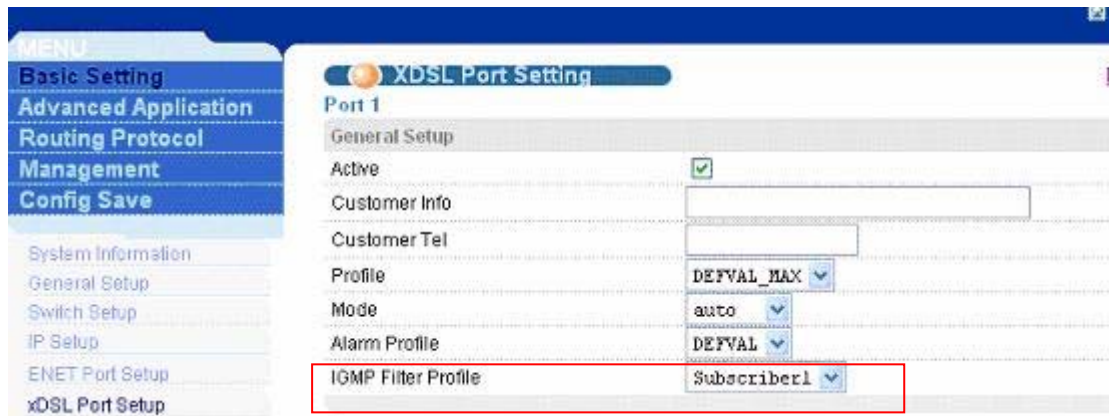 MENU
Basic Setting
Advanced Application
Routing Protocol
Management
Config Save
System Information
General Setup
Switch Setup
IP Setup
ENET Port Setup
xDSL Port Setup
XDSL Port Setting
Port 1
General Setup
Active
Customer Info
Customer Tel
Profile DEFVAL_MAX
Mode auto
Alarm Profile DEFVAL
IGMP Filter Profile Subscriber1